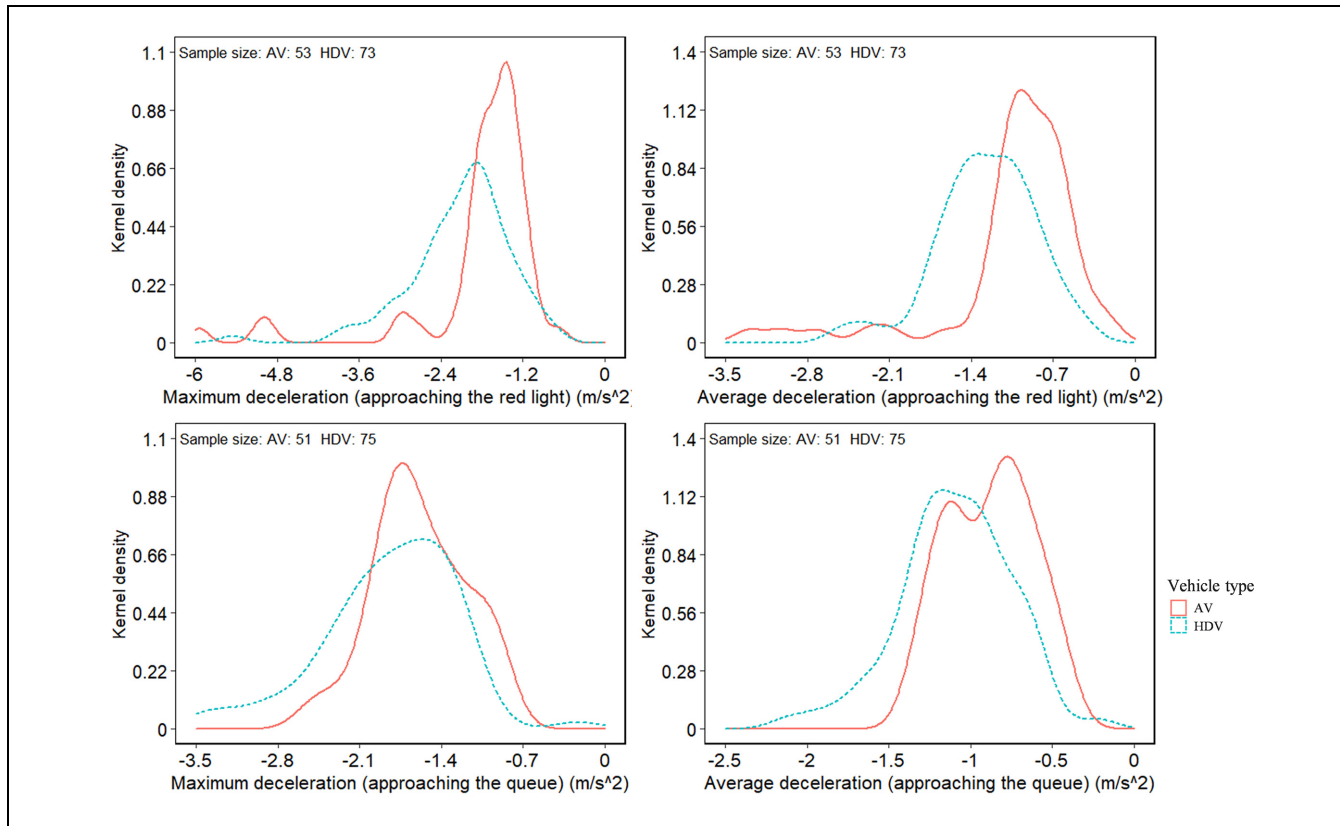 Sample size: AV: 53 HDV: 73
1.1
0.88
0.66
0.44
0.22
0
Kernel density
-6 -4.8 -3.6 -2.4 -1.2 0
Maximum deceleration (approaching the red light) (m/s^2)
Sample size: AV: 53 HDV: 73
1.4
1.12
0.84
0.56
0.28
0
Kernel density
-3.5 -2.8 -2.1 -1.4 -0.7 0
Average deceleration (approaching the red light) (m/s^2)
Sample size: AV: 51 HDV: 75
1.1
0.88
0.66
0.44
0.22
0
Kernel density
-3.5 -2.8 -2.1 -1.4 -0.7 0
Maximum deceleration (approaching the queue) (m/s^2)
Sample size: AV: 51 HDV: 75
1.4
1.12
0.84
0.56
0.28
0
Kernel density
-2.5 -2 -1.5 -1 -0.5 0
Average deceleration (approaching the queue) (m/s^2)
Vehicle type
AV
HDV